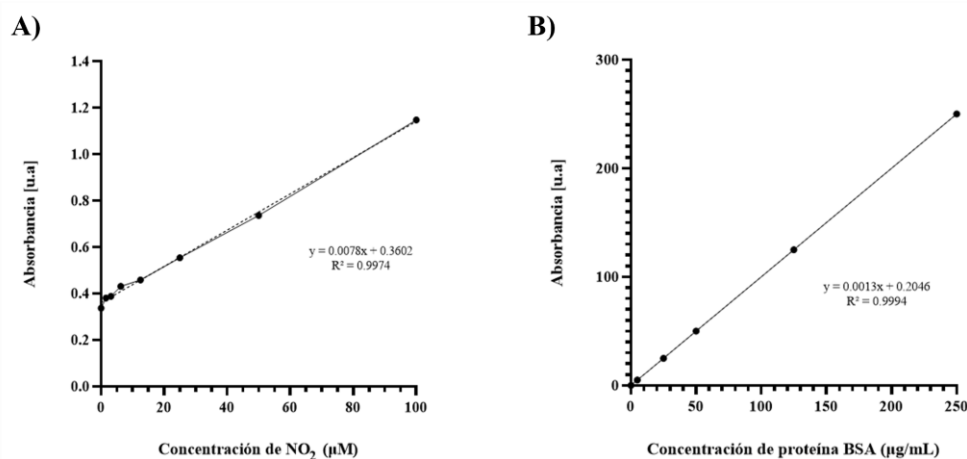 A)
1.4
1.2
1.0
0.8
0.6
0.4
0.2
0.0
Absorbancia [u.a]
y = 0.0078x + 0.3602
R² = 0.9974
0
20
40
60
80
100
Concentración de NO₂ (µM)
B)
300
200
100
0
Absorbancia [u.a]
y = 0.0013x + 0.2046
R² = 0.9994
0
50
100
150
200
250
Concentración de proteína BSA (µg/mL)